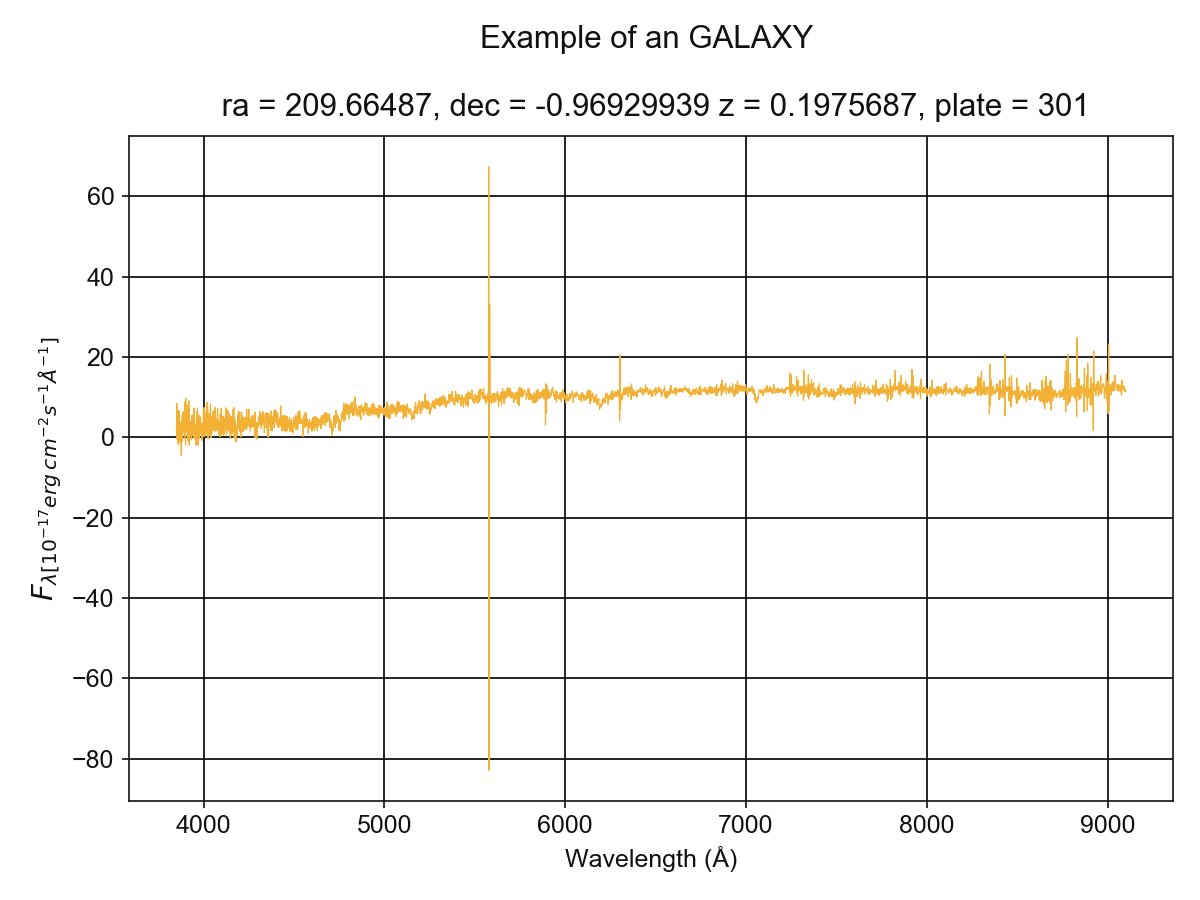 Example of an GALAXY
ra = 209.66487, dec = -0.96929939 z = 0.1975687, plate = 301
60
40
20
0
−20
−40
−60
−80
F_{λ[10^{−17}erg cm^{−2}s^{−1}Å^{−1}]}
4000 5000 6000 7000 8000 9000
Wavelength (Å)